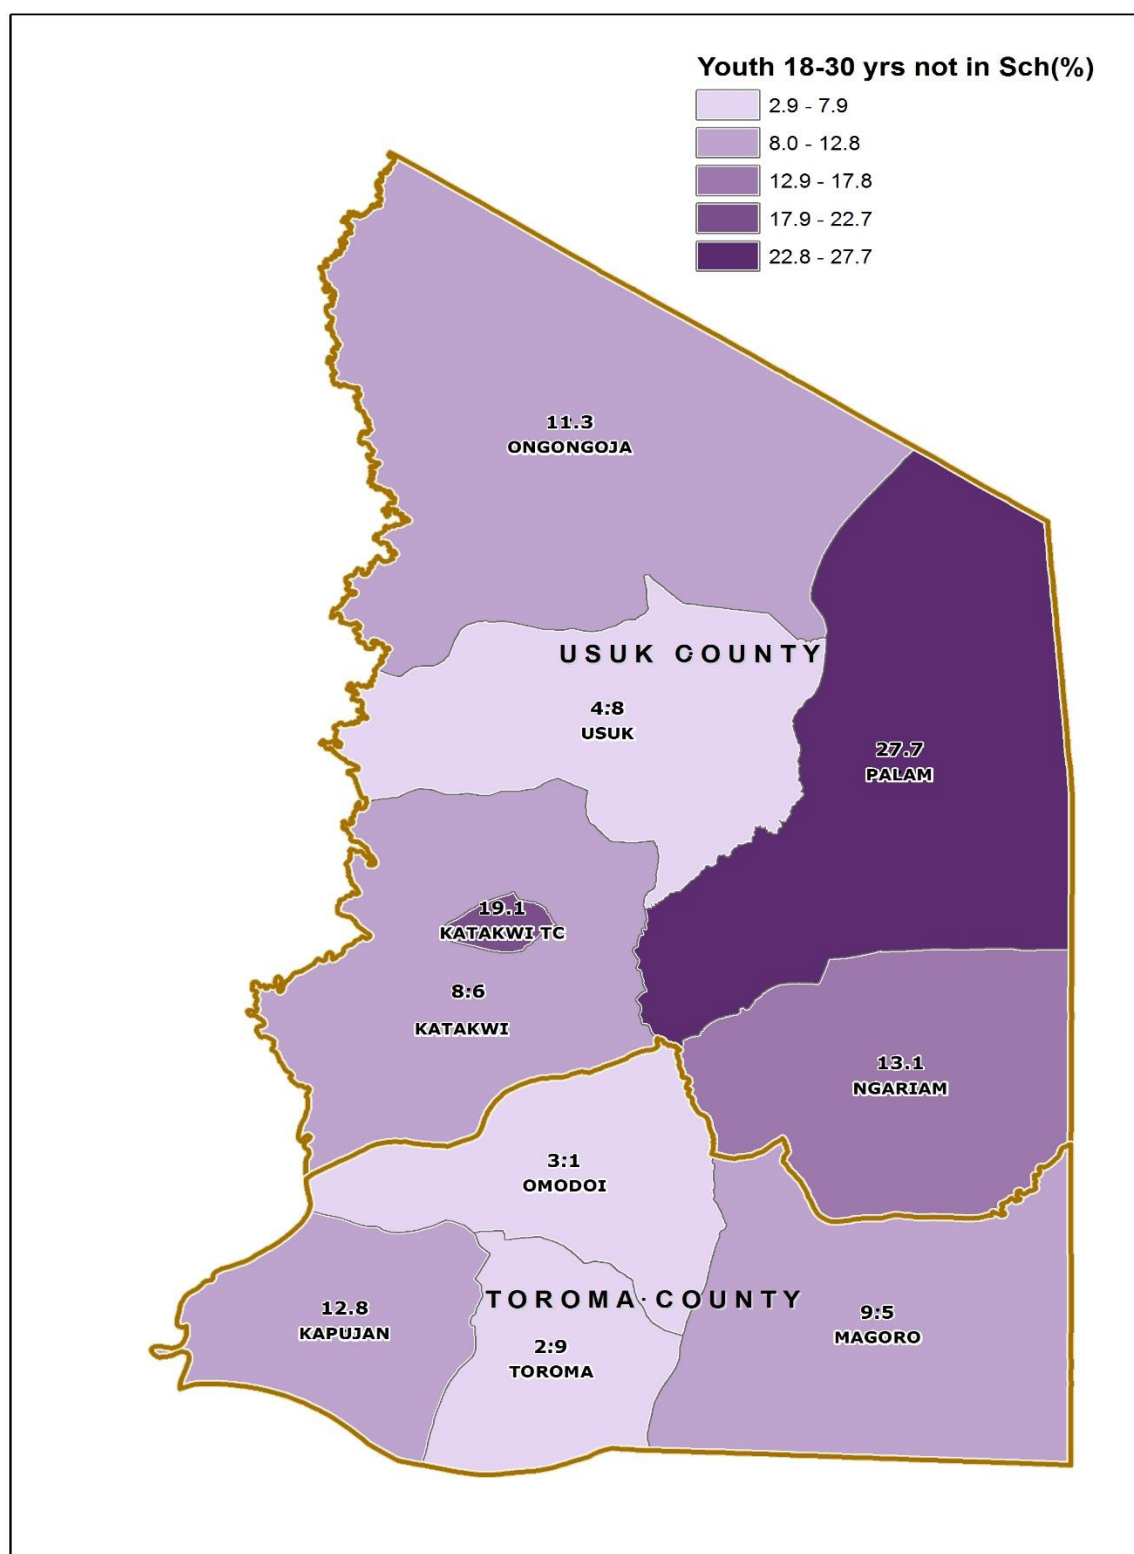 Youth 18-30 yrs not in Sch(%)
2.9 - 7.9
8.0 - 12.8
12.9 - 17.8
17.9 - 22.7
22.8 - 27.7
11.3
ONGONGOJA
USUK COUNTY
4:8
USUK
27.7
PALAM
19.1
KATAKWI TC
8:6
KATAKWI
13.1
NGARIAM
3:1
OMODOI
TOROMA COUNTY
12.8
KAPUJAN
9:5
MAGORO
2:9
TOROMA